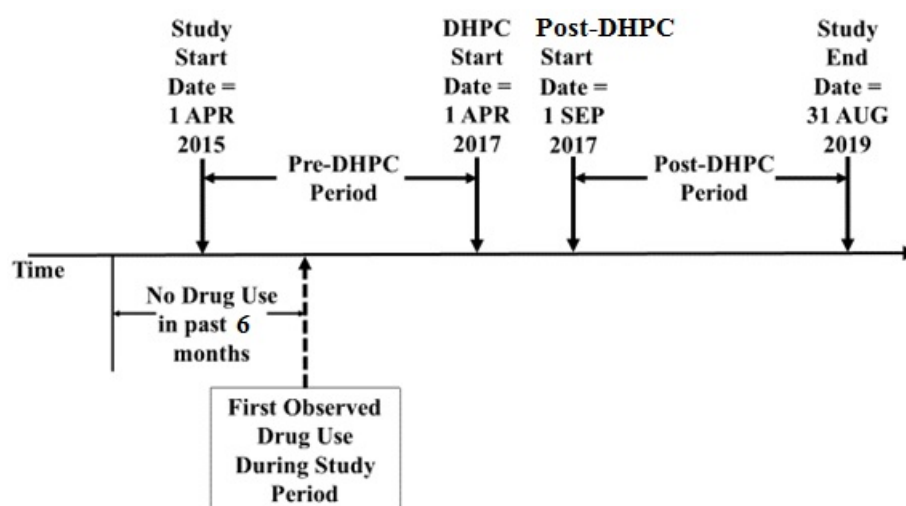 Study
Start
Date =
1 APR
2015
DHPC
Start
Date =
1 APR
2017
Post-DHPC
Start
Date =
1 SEP
2017
Study
End
Date =
31 AUG
2019
Pre-DHPC
Period
Post-DHPC
Period
Time
No Drug Use
in past 6
months
First Observed
Drug Use
During Study
Period